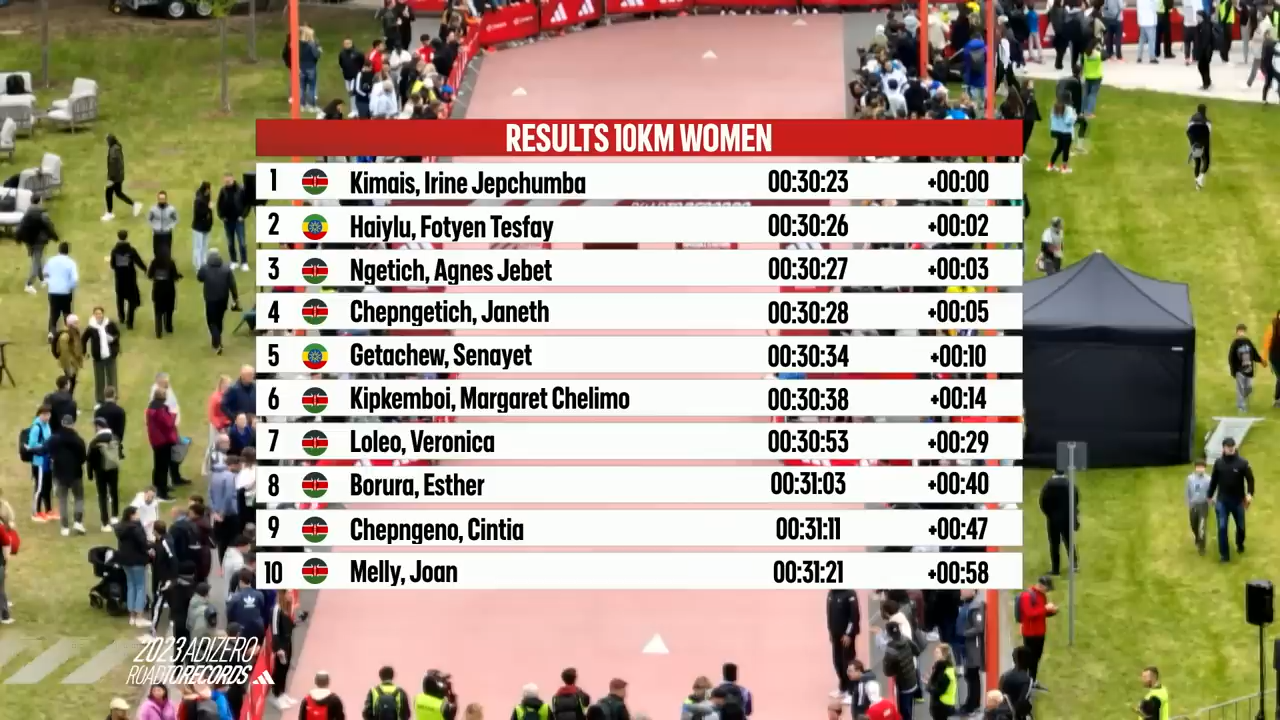 RESULTS 10KM WOMEN
1 Kimais, Irine Jepchumba 00:30:23 +00:00
2 Haiylu, Fotyen Tesfay 00:30:26 +00:02
3 Ngetich, Agnes Jebet 00:30:27 +00:03
4 Chepngetich, Janeth 00:30:28 +00:05
5 Getachew, Senayet 00:30:34 +00:10
6 Kipkemboi, Margaret Chelimo 00:30:38 +00:14
7 Loleo, Veronica 00:30:53 +00:29
8 Borura, Esther 00:31:03 +00:40
9 Chepngeno, Cintia 00:31:11 +00:47
10 Melly, Joan 00:31:21 +00:58
2023 ADIZERO
ROAD TO RECORDS